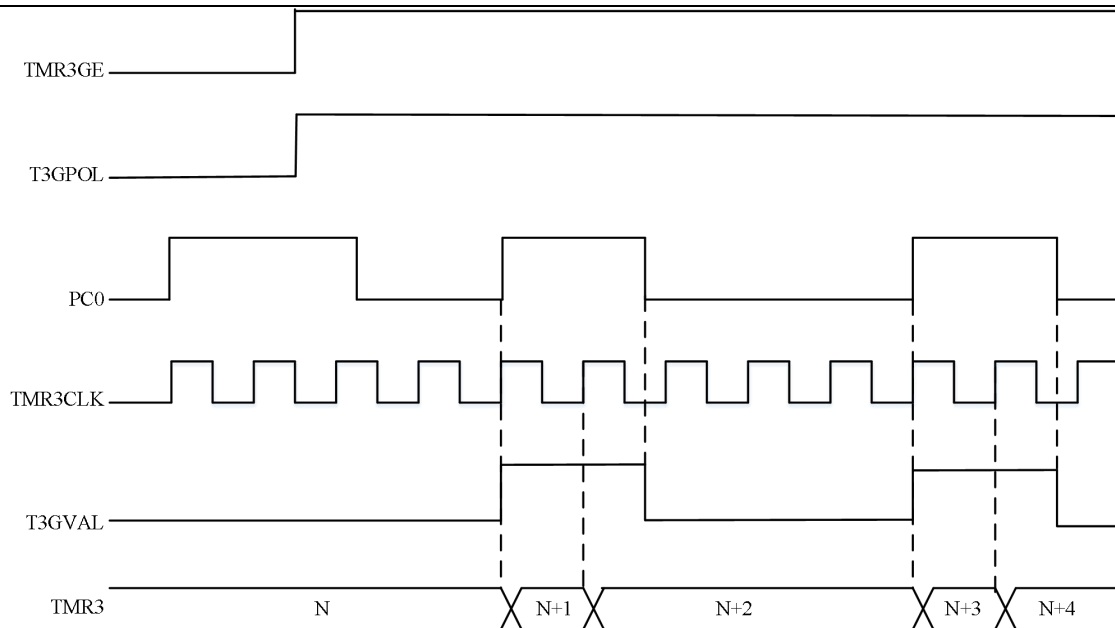 TMR3GE
T3GPOL
PC0
TMR3CLK
T3GVAL
TMR3 N N+1 N+2 N+3 N+4